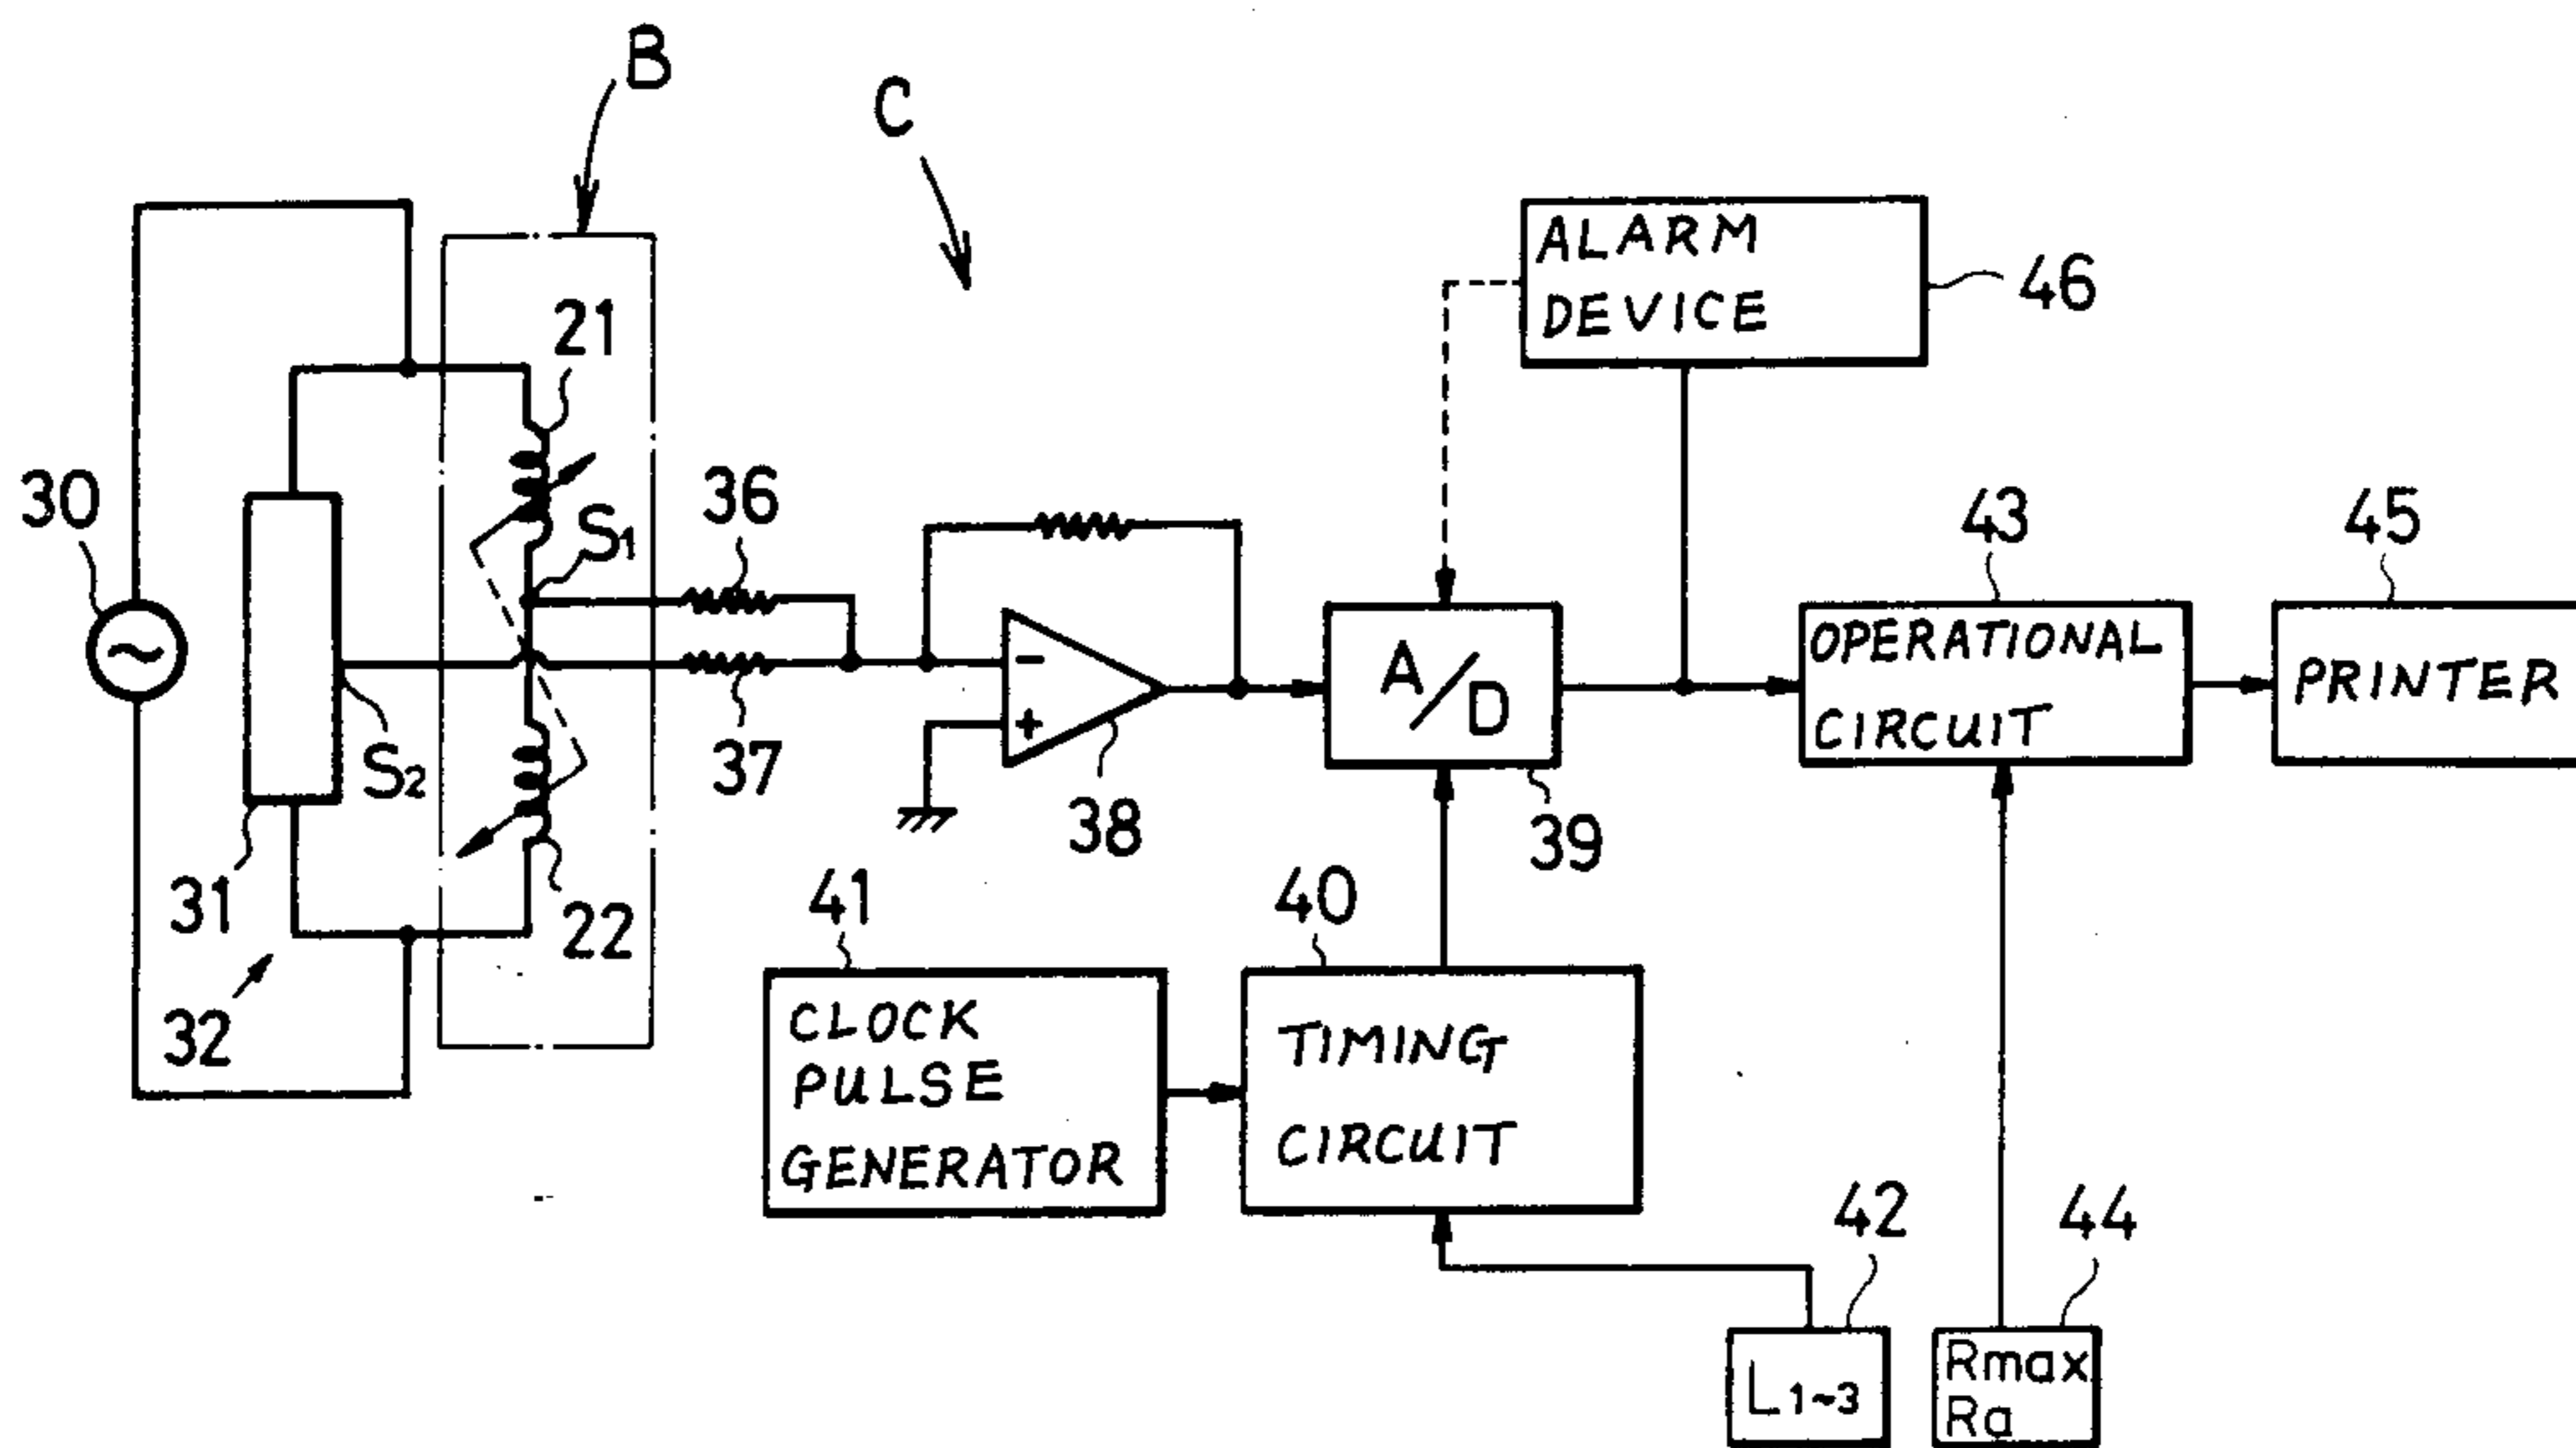 B
C
ALARM
DEVICE
46
21
30
S1
36
43
45
OPERATIONAL
CIRCUIT
PRINTER
A/D
−
+
S2
37
38
39
31
22
32
41
40
CLOCK
PULSE
GENERATOR
TIMING
CIRCUIT
42
44
L1~3
Rmax
Ra